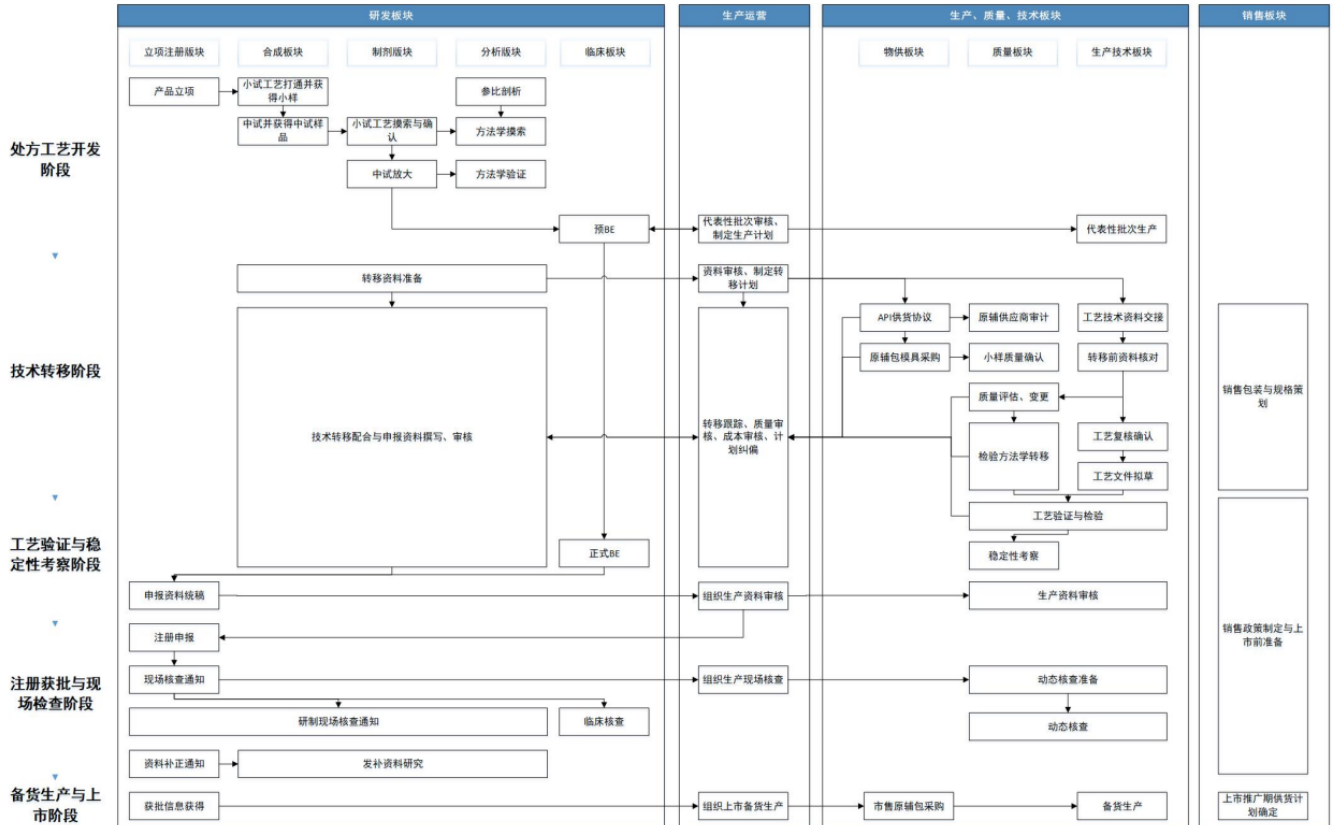 研发板块
生产运营
生产、质量、技术板块
销售板块
立项注册版块
合成板块
制剂版块
分析版块
临床板块
物供板块
质量板块
生产技术板块
处方工艺开发
阶段
产品立项
小试工艺打通并获
得小样
参比剖析
中试并获得中试样
品
小试工艺摸索与确
认
方法学摸索
中试放大
方法学验证
预BE
代表性批次审核、
制定生产计划
代表性批次生产
技术转移阶段
转移资料准备
资料审核、制定转
移计划
API供货协议
原辅供应商审计
工艺技术资料交接
原辅包模具采购
小样质量确认
转移前资料核对
质量评估、变更
销售包装与规格策
划
技术转移配合与申报资料撰写、审核
转移跟踪、质量审
核、成本审核、计
划纠偏
检验方法学转移
工艺复核确认
工艺文件拟草
工艺验证与稳
定性考察阶段
工艺验证与检验
正式BE
稳定性考察
申报资料统稿
组织生产资料审核
生产资料审核
注册申报
销售政策制定与上
市前准备
注册获批与现
场检查阶段
现场核查通知
组织生产现场核查
动态核查准备
研制现场核查通知
临床核查
动态核查
资料补正通知
发补资料研究
备货生产与上
市阶段
获批信息获得
组织上市备货生产
市售原辅包采购
备货生产
上市推广期供货计
划确定